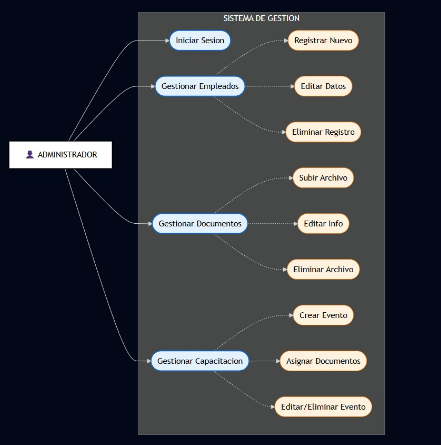 SISTEMA DE GESTION
Iniciar Sesion
Registrar Nuevo
Gestionar Empleados
Editar Datos
Eliminar Registro
ADMINISTRADOR
Subir Archivo
Gestionar Documentos
Editar Info
Eliminar Archivo
Crear Evento
Gestionar Capacitacion
Asignar Documentos
Editar/Eliminar Evento